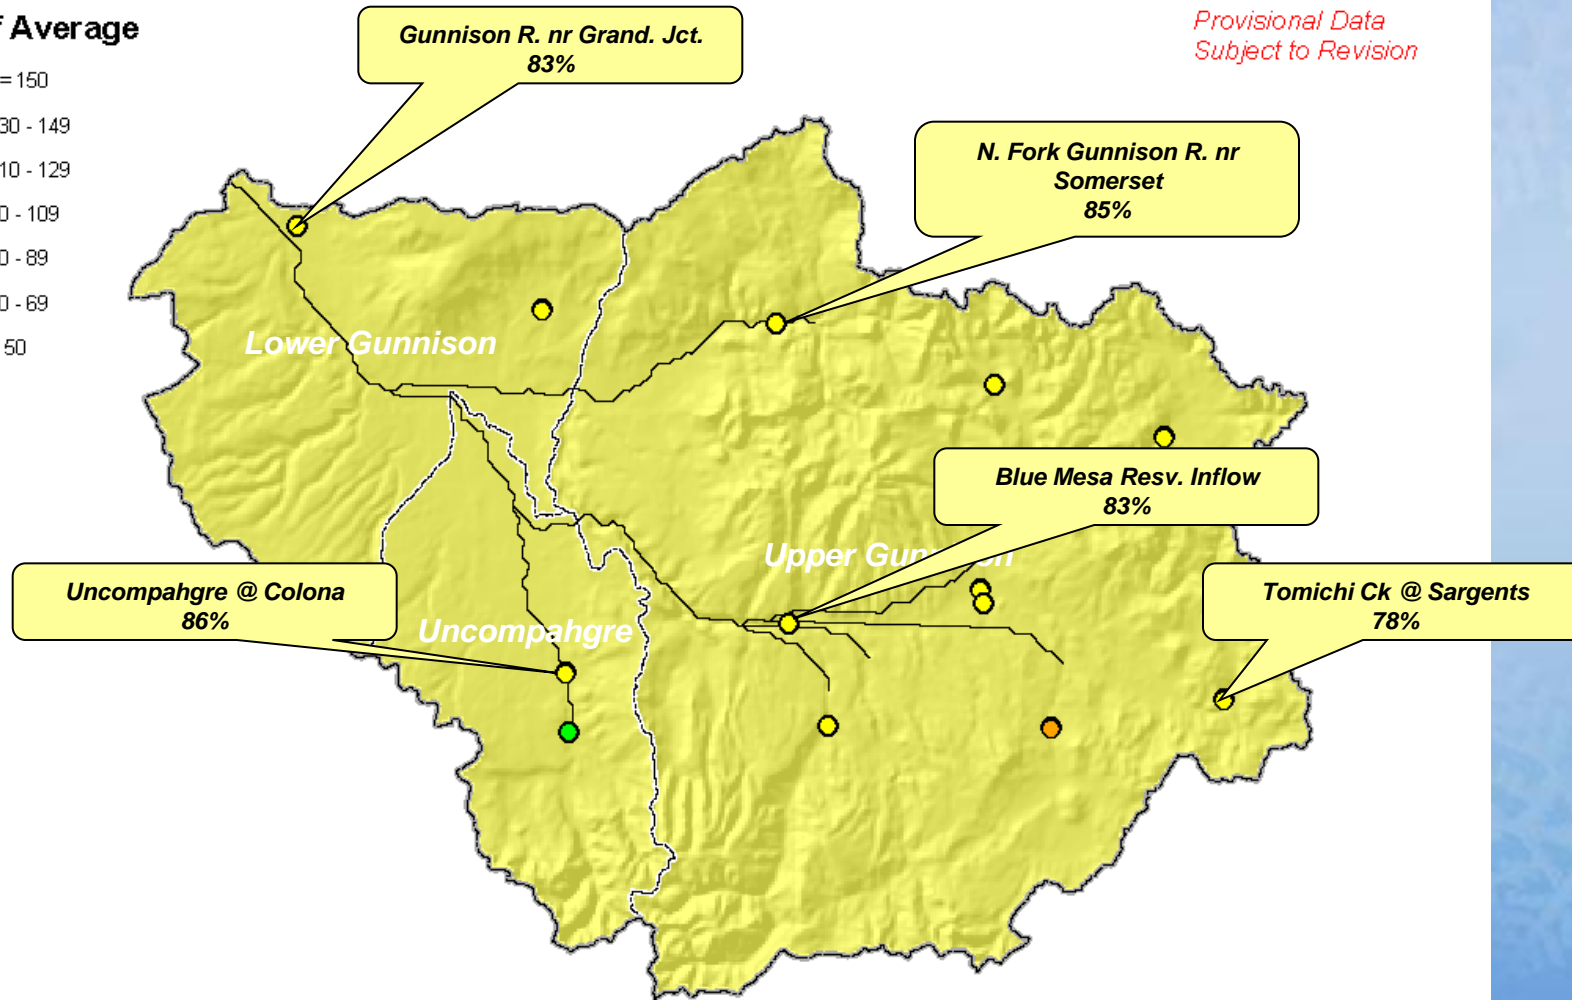 Average
= 150
30 - 149
10 - 129
0 - 109
0 - 89
0 - 69
50
Gunnison R. nr Grand. Jct.
83%
Provisional Data
Subject to Revision
N. Fork Gunnison R. nr
Somerset
85%
Lower Gunnison
Blue Mesa Resv. Inflow
83%
Upper Gunnison
Uncompahgre @ Colona
86%
Uncompahgre
Tomichi Ck @ Sargents
78%